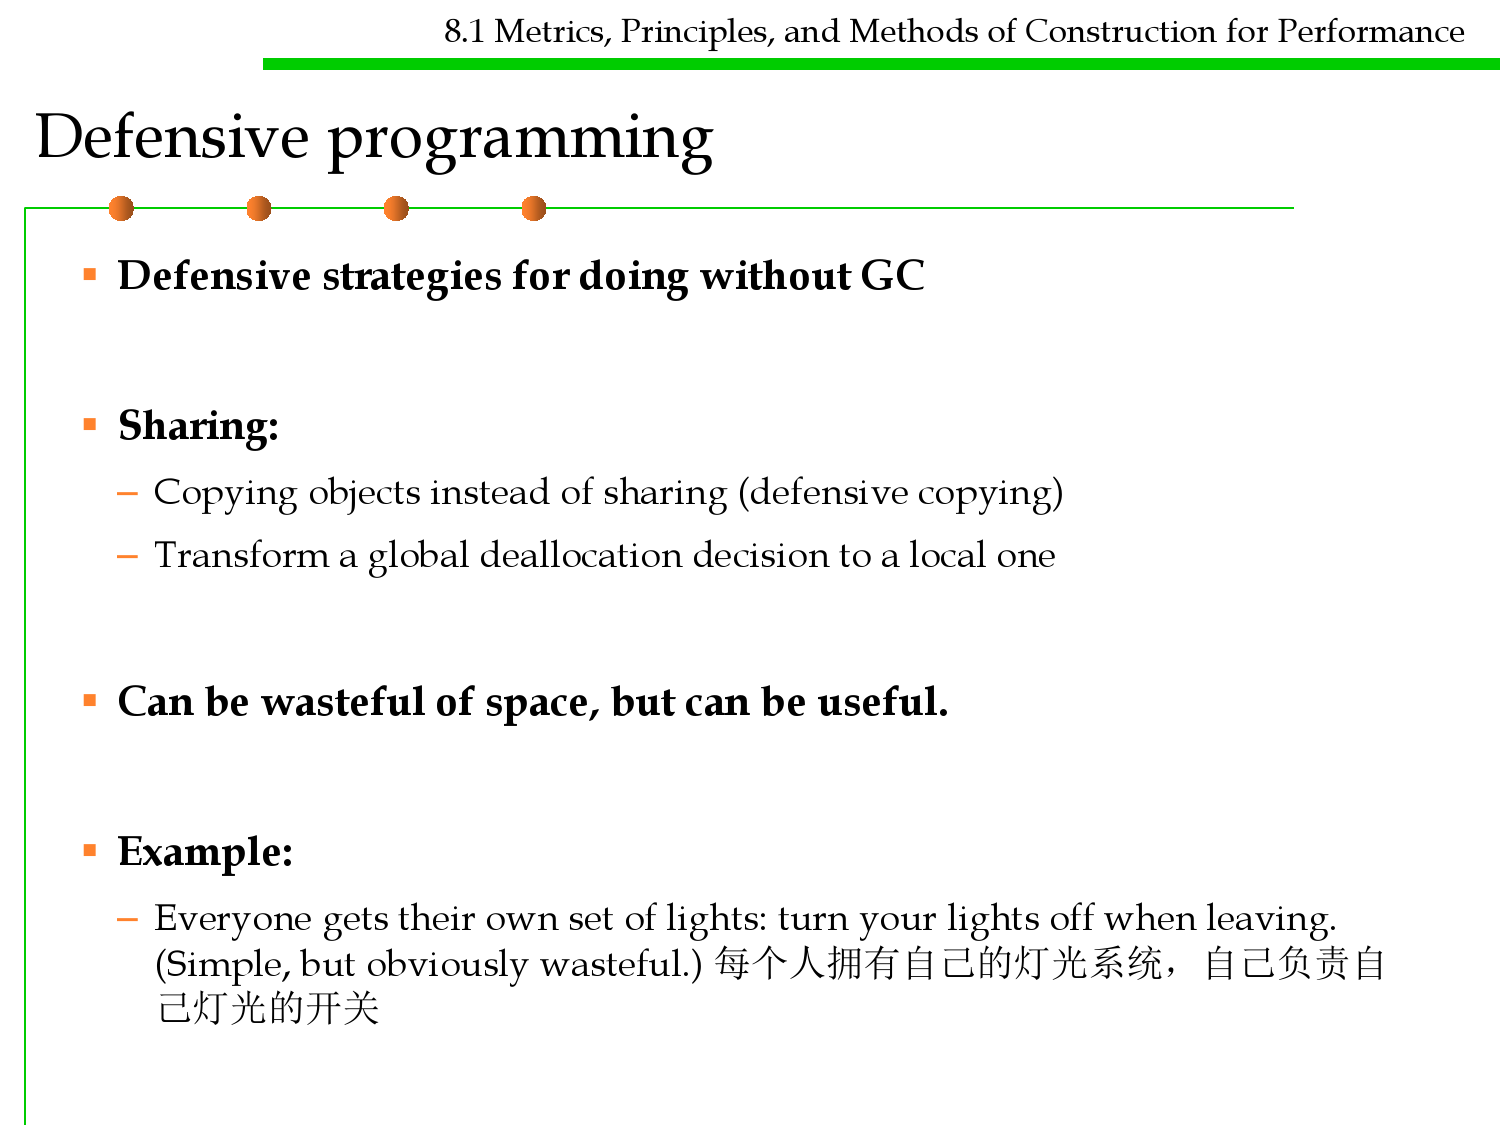 8.1 Metrics, Principles, and Methods of Construction for Performance
Defensive programming
▪ Defensive strategies for doing without GC
▪ Sharing:
– Copying objects instead of sharing (defensive copying)
– Transform a global deallocation decision to a local one
▪ Can be wasteful of space, but can be useful.
▪ Example:
– Everyone gets their own set of lights: turn your lights off when leaving.
(Simple, but obviously wasteful.) 每个人拥有自己的灯光系统，自己负责自
己灯光的开关